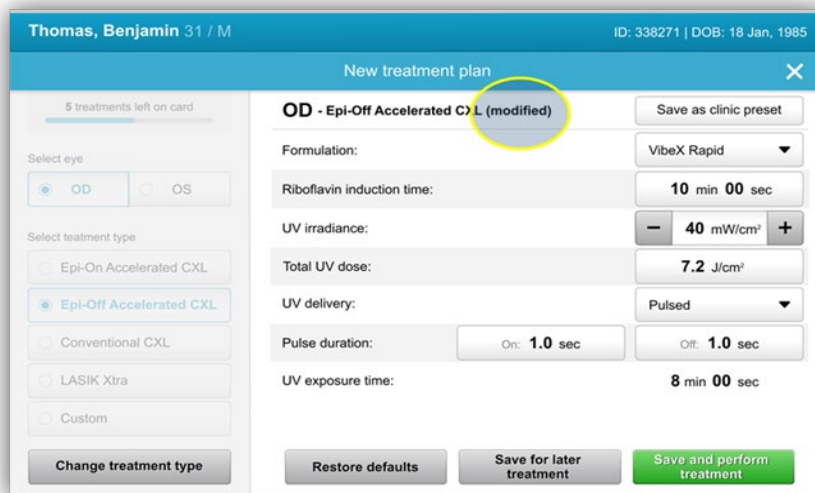 Thomas, Benjamin 31 / M
ID: 338271 | DOB: 18 Jan, 1985
New treatment plan
5 treatments left on card
Select eye
OD
OS
Select teatment type
Epi-On Accelerated CXL
Epi-Off Accelerated CXL
Conventional CXL
LASIK Xtra
Custom
Change treatment type
OD - Epi-Off Accelerated CXL (modified)
Save as clinic preset
Formulation:
VibeX Rapid
Riboflavin induction time:
10 min 00 sec
UV irradiance:
− 40 mW/cm² +
Total UV dose:
7.2 J/cm²
UV delivery:
Pulsed
Pulse duration:
On: 1.0 sec
Off: 1.0 sec
UV exposure time:
8 min 00 sec
Restore defaults
Save for later
treatment
Save and perform
treatment